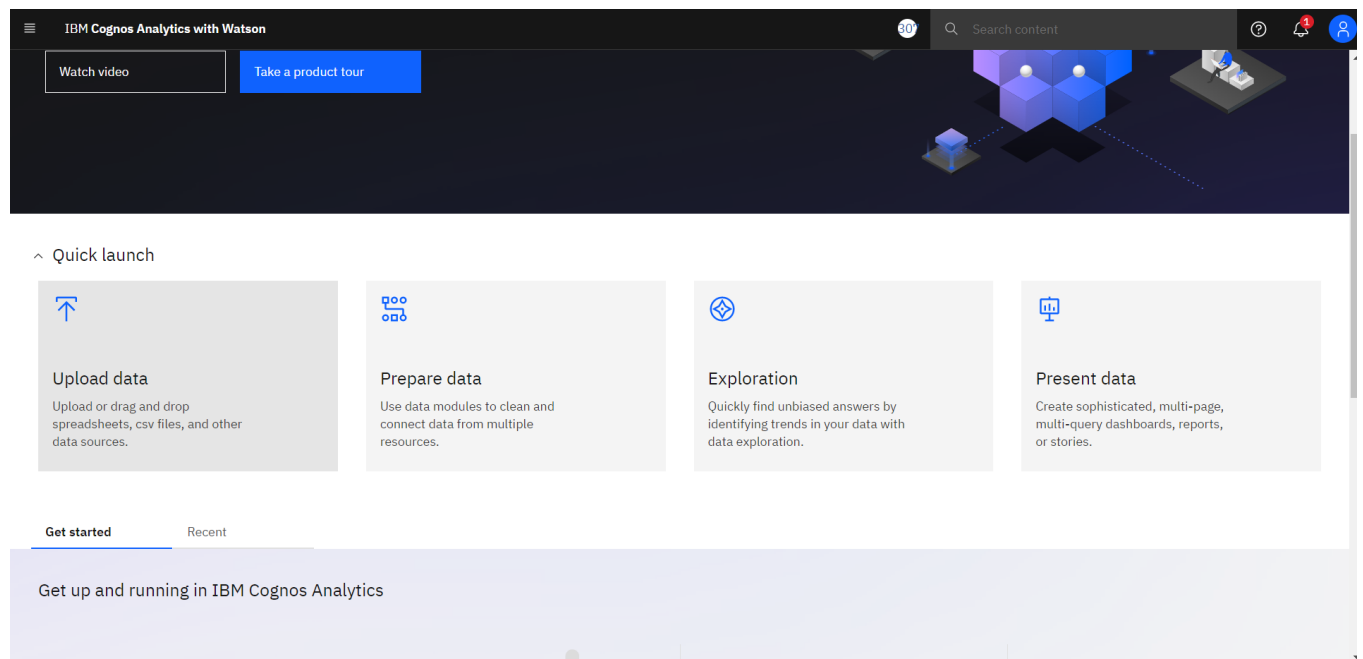 IBM Cognos Analytics with Watson
30?
Search content
1
Watch video
Take a product tour
Quick launch
Upload data
Upload or drag and drop
spreadsheets, csv files, and other
data sources.
Prepare data
Use data modules to clean and
connect data from multiple
resources.
Exploration
Quickly find unbiased answers by
identifying trends in your data with
data exploration.
Present data
Create sophisticated, multi-page,
multi-query dashboards, reports,
or stories.
Get started
Recent
Get up and running in IBM Cognos Analytics